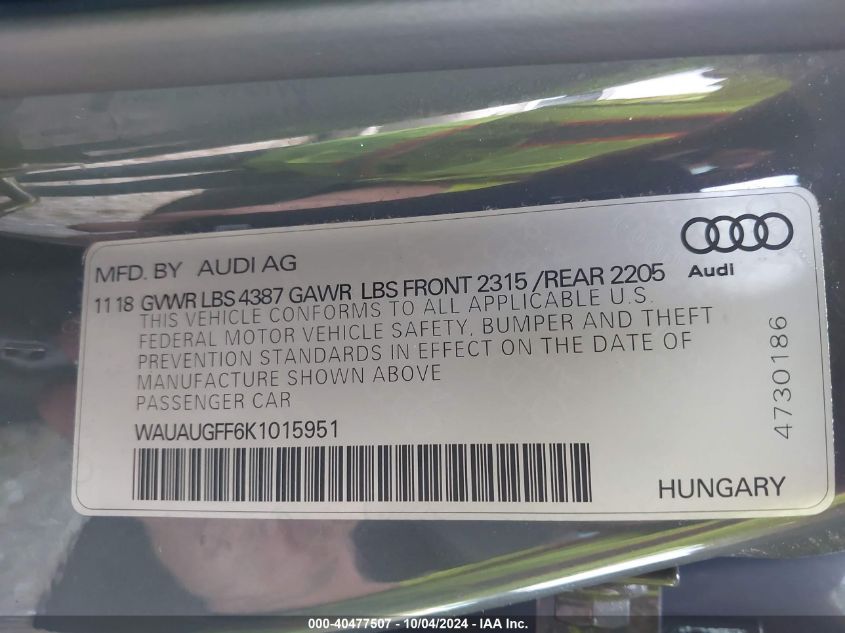 MFD. BY AUDI AG
Audi
11 18 GVWR LBS 4387 GAWR LBS FRONT 2315 /REAR 2205
THIS VEHICLE CONFORMS TO ALL APPLICABLE U.S.
FEDERAL MOTOR VEHICLE SAFETY, BUMPER AND THEFT
PREVENTION STANDARDS IN EFFECT ON THE DATE OF
MANUFACTURE SHOWN ABOVE
PASSENGER CAR
WAUAUGFF6K1015951
4730186
HUNGARY
000-40477507 - 10/04/2024 - IAA Inc.